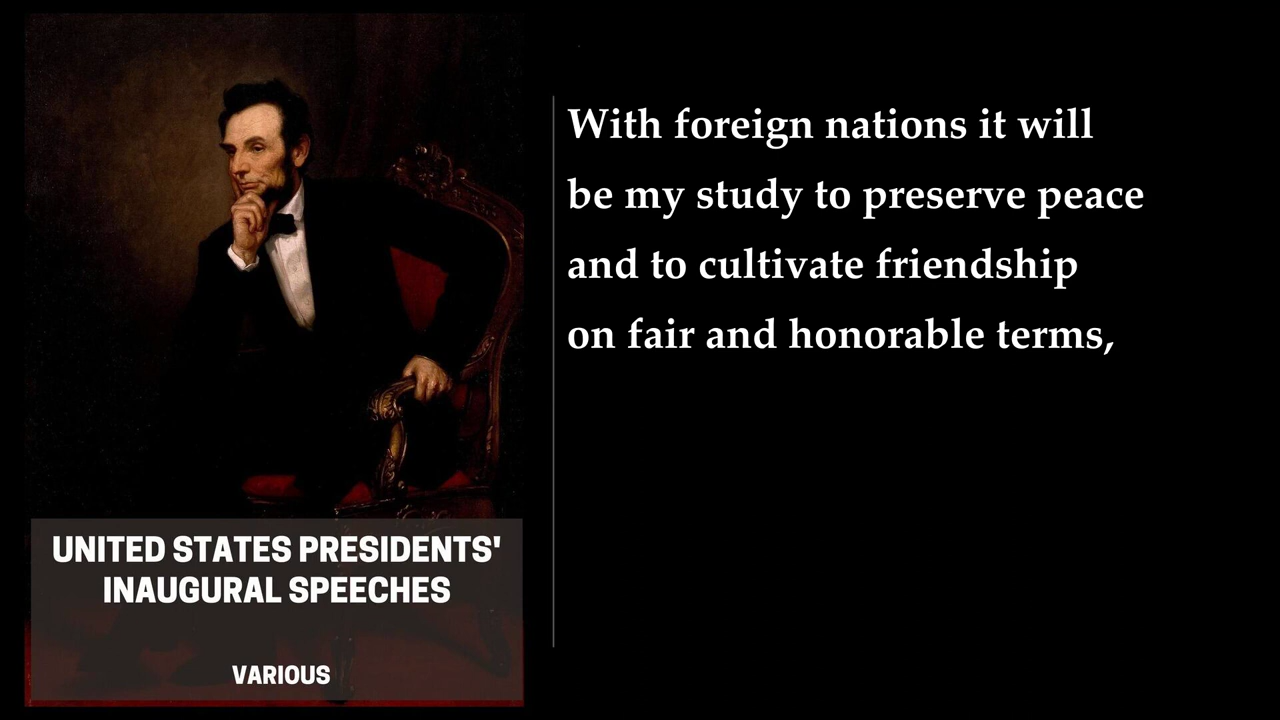 With foreign nations it will
be my study to preserve peace
and to cultivate friendship
on fair and honorable terms,
UNITED STATES PRESIDENTS'
INAUGURAL SPEECHES
VARIOUS